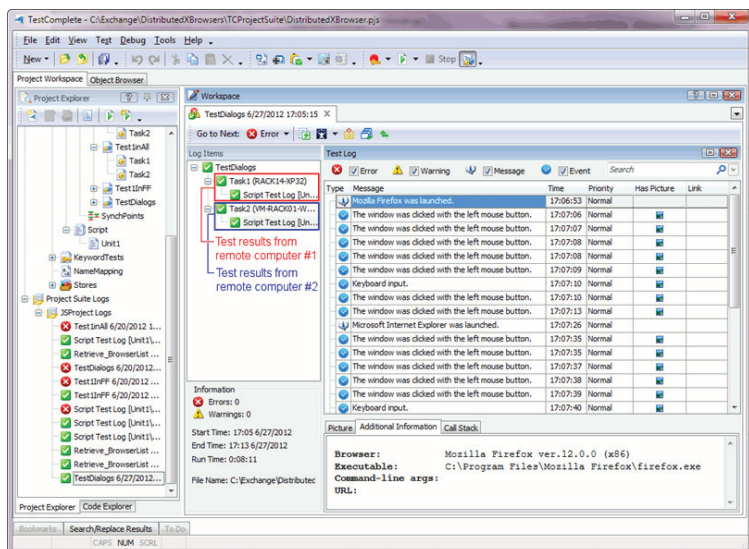 TestComplete - C:\Exchange\DistributedXBrowsers\TCProjectSuite\DistributedXBrowser.pjs
File Edit View Test Debug Tools Help
New Stop
Project Workspace Object Browser
Project Explorer
Task2
Test1inAll
Task1
Task2
Test1InFF
TestDialogs
SynchPoints
Script
Unit1
KeywordTests
NameMapping
Stores
Project Suite Logs
JSProject Logs
Test1inAll 6/20/2012 1...
Script Test Log [Unit1\...
Retrieve_BrowserList ...
TestDialogs 6/20/2012...
Test1InFF 6/20/2012 ...
Test1InFF 6/20/2012 ...
Script Test Log [Unit1\...
Script Test Log [Unit1\...
Script Test Log [Unit1\...
Retrieve_BrowserList ...
Retrieve_BrowserList ...
TestDialogs 6/27/2012...
Project Explorer Code Explorer
Workspace
TestDialogs 6/27/2012 17:05:15
Go to Next: Error
Log Items
TestDialogs
Task1 (RACK14-XP32)
Script Test Log [Un...
Task2 (VM-RACK01-W...
Script Test Log [Un...
Test results from
remote computer #1
Test results from
remote computer #2
Information
Errors: 0
Warnings: 0
Start Time: 17:05 6/27/2012
End Time: 17:13 6/27/2012
Run Time: 0:08:11
File Name: C:\Exchange\Distributed
Test Log
Error Warning Message Event Search
Type Message Time Priority Has Picture Link
Mozilla Firefox was launched. 17:06:53 Normal
The window was clicked with the left mouse button. 17:07:06 Normal
The window was clicked with the left mouse button. 17:07:07 Normal
The window was clicked with the left mouse button. 17:07:08 Normal
The window was clicked with the left mouse button. 17:07:08 Normal
The window was clicked with the left mouse button. 17:07:09 Normal
Keyboard input. 17:07:10 Normal
The window was clicked with the left mouse button. 17:07:10 Normal
The window was clicked with the left mouse button. 17:07:13 Normal
Microsoft Internet Explorer was launched. 17:07:26 Normal
The window was clicked with the left mouse button. 17:07:35 Normal
The window was clicked with the left mouse button. 17:07:35 Normal
The window was clicked with the left mouse button. 17:07:37 Normal
The window was clicked with the left mouse button. 17:07:38 Normal
The window was clicked with the left mouse button. 17:07:39 Normal
Keyboard input. 17:07:40 Normal
Picture Additional Information Call Stack
Browser: Mozilla Firefox ver.12.0.0 (x86)
Executable: C:\Program Files\Mozilla Firefox\firefox.exe
Command-line args:
URL:
Bookmarks Search/Replace Results To Do
CAPS NUM SCRL